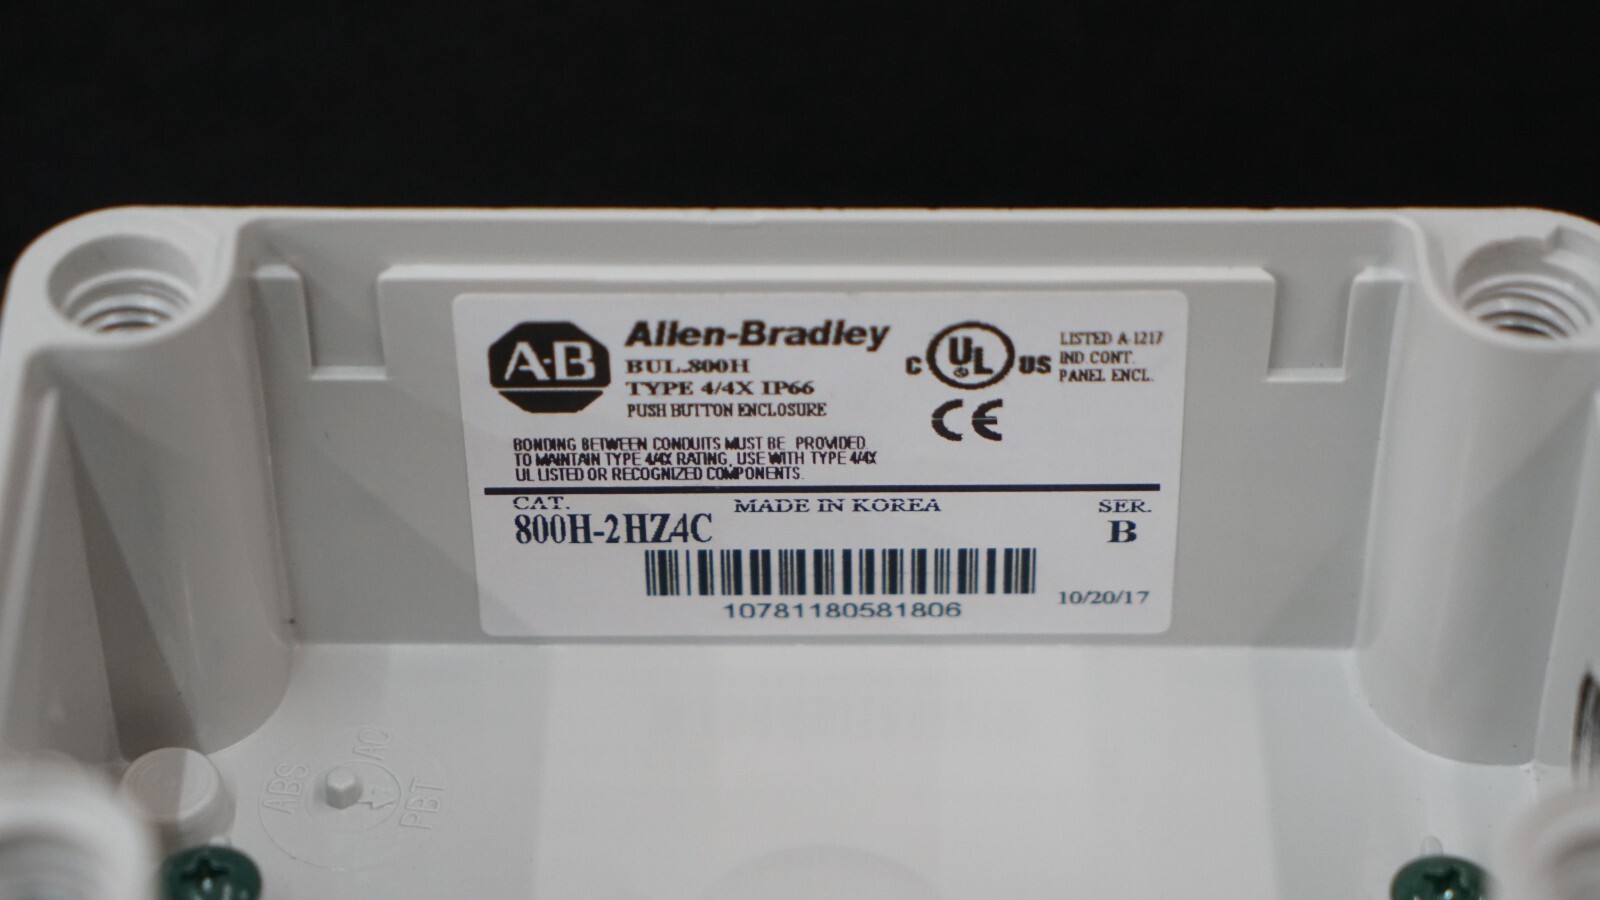 A-B
Allen-Bradley
BUL.800H
TYPE 4/4X IP66
PUSH BUTTON ENCLOSURE
C UL US
LISTED A-1217
IND. CONT.
PANEL ENCL.
CE
BONDING BETWEEN CONDUITS MUST BE PROVIDED.
TO MAINTAIN TYPE 4/4X RATING, USE WITH TYPE 4/4X
UL LISTED OR RECOGNIZED COMPONENTS.
CAT. MADE IN KOREA SER.
800H-2HZ4C B
10781180581806 10/20/17
ABS
PBT